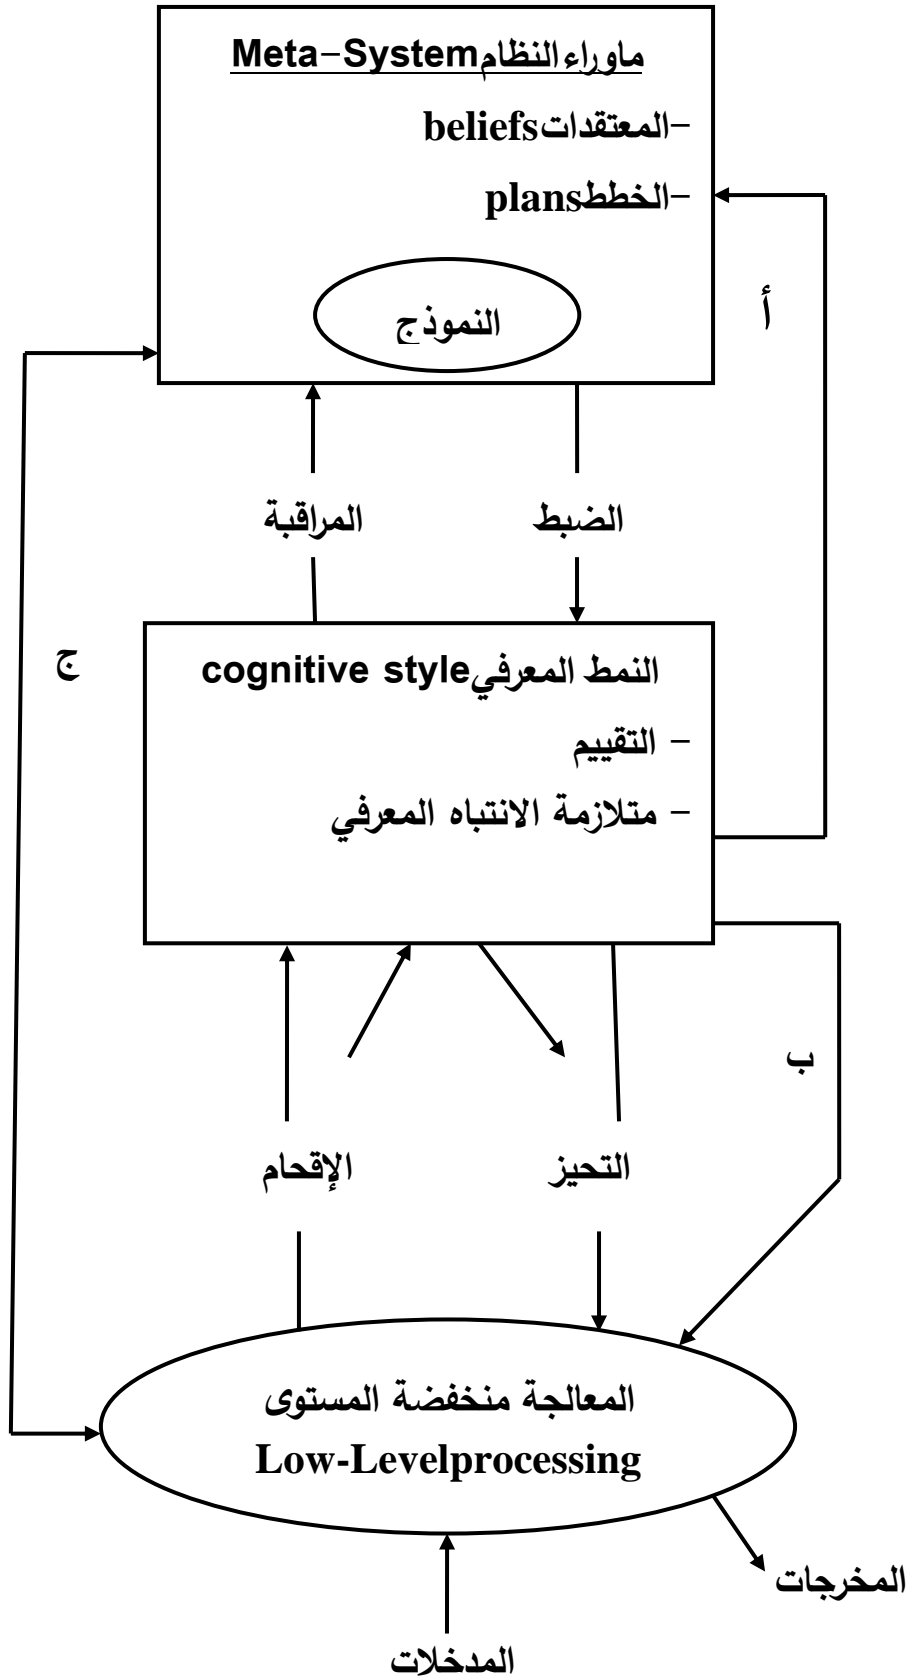 ماوراء النظامMeta-System
-المعتقداتbeliefs
-الخططplans
النموذج
أ
المراقبة
الضبط
ج
النمط المعرفيcognitive style
- التقييم
- متلازمة الانتباه المعرفي
ب
الإقحام
التحيز
المعالجة منخفضة المستوى
Low-Levelprocessing
المخرجات
المدخلات